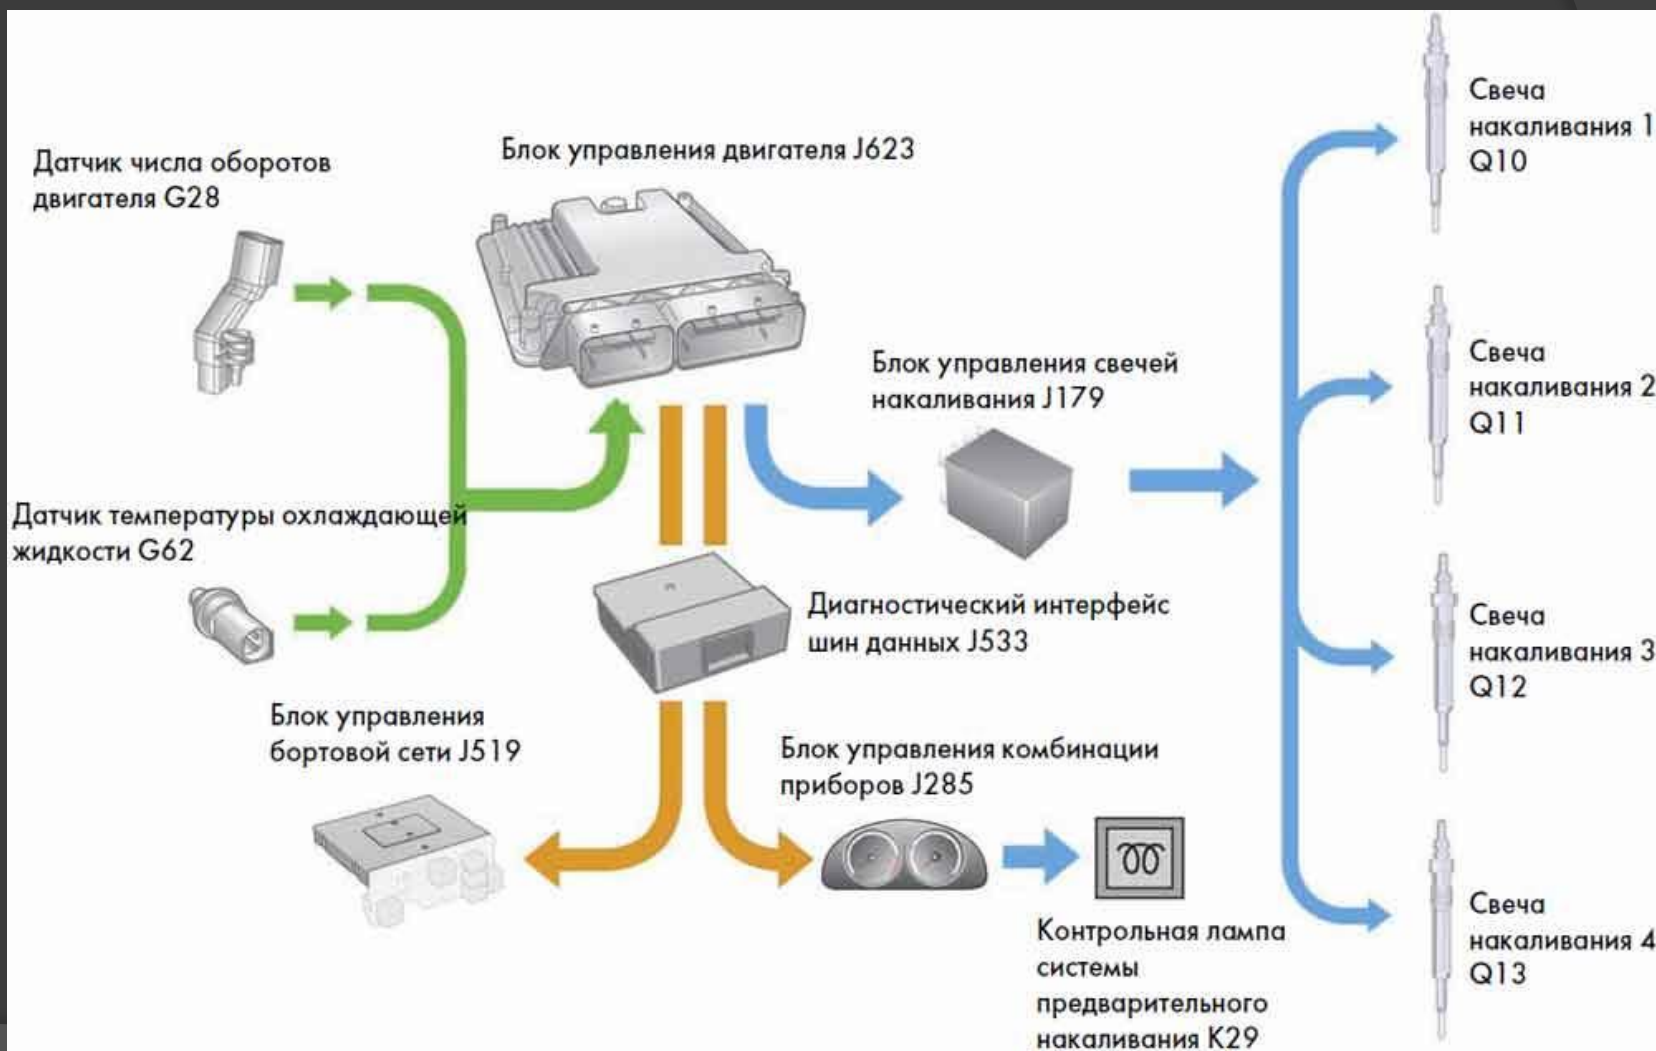 Датчик числа оборотов
двигателя G28
Блок управления двигателя J623
Свеча
накаливания 1
Q10
Блок управления свечей
накаливания J179
Свеча
накаливания 2
Q11
Датчик температуры охлаждающей
жидкости G62
Диагностический интерфейс
шин данных J533
Свеча
накаливания 3
Q12
Блок управления
бортовой сети J519
Блок управления комбинации
приборов J285
Контрольная лампа
системы
предварительного
накаливания K29
Свеча
накаливания 4
Q13